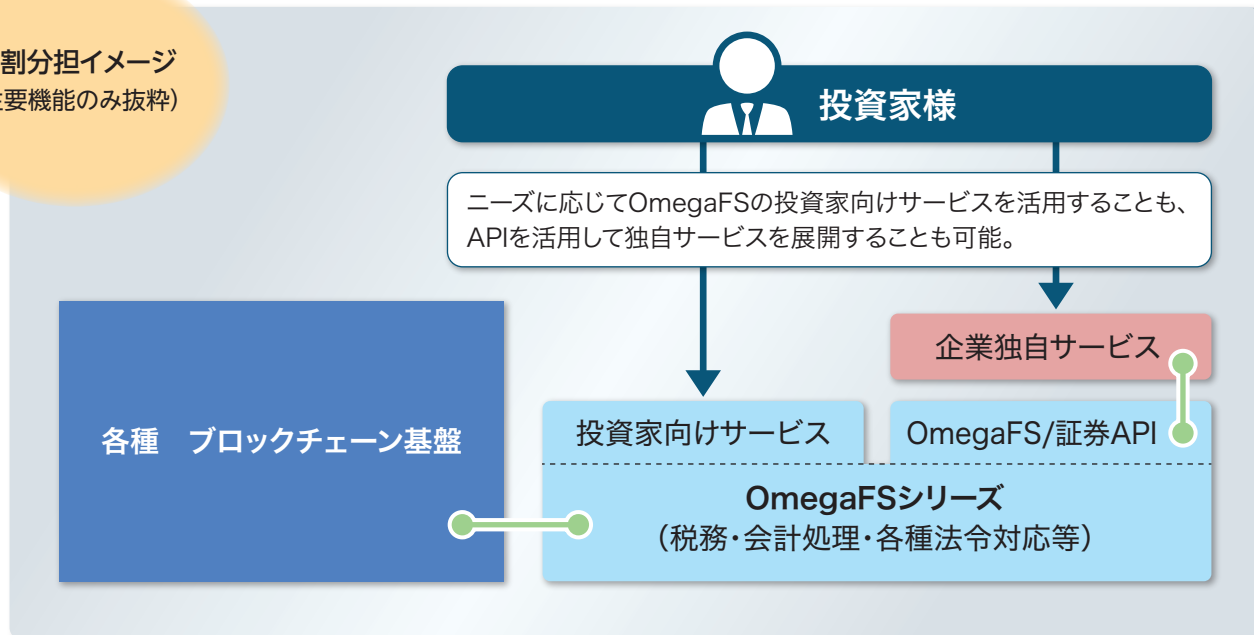 割分担イメージ
主要機能のみ抜粋）
投資家様
ニーズに応じてOmegaFSの投資家向けサービスを活用することも、
APIを活用して独自サービスを展開することも可能。
企業独自サービス
各種　ブロックチェーン基盤
投資家向けサービス
OmegaFS/証券API
OmegaFSシリーズ
（税務・会計処理・各種法令対応等）